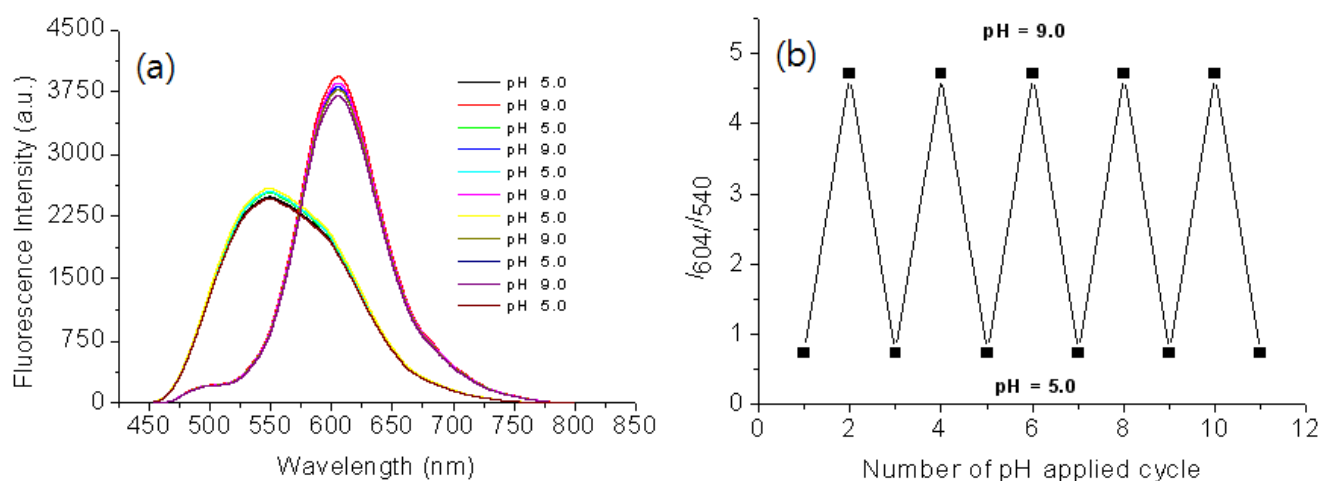 (a)
4500
3750
3000
2250
1500
750
0
Fluorescence Intensity (a.u.)
pH 5.0
pH 9.0
pH 5.0
pH 9.0
pH 5.0
pH 9.0
pH 5.0
pH 9.0
pH 5.0
pH 9.0
pH 5.0
450 500 550 600 650 700 750 800 850
Wavelength (nm)
(b)
pH = 9.0
5
4
3
2
1
0
I604/I540
pH = 5.0
0 2 4 6 8 10 12
Number of pH applied cycle